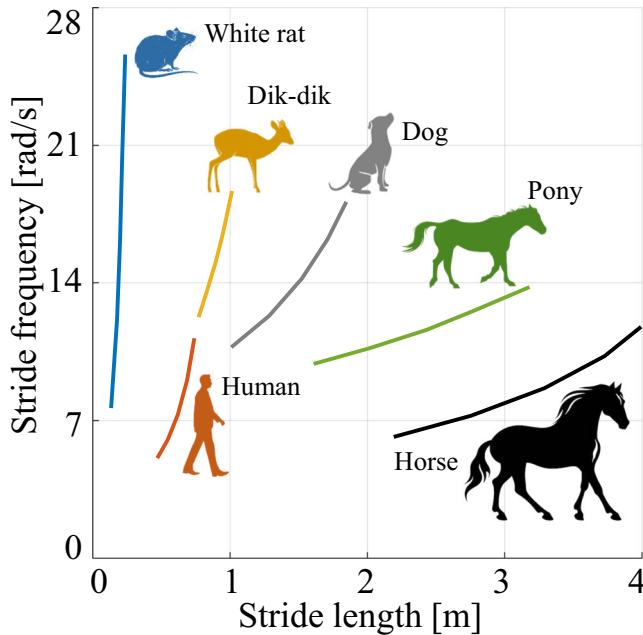 28
White rat
Dik-dik
21
Dog
Pony
14
Stride frequency [rad/s]
Human
7
Horse
0
0 1 2 3 4
Stride length [m]